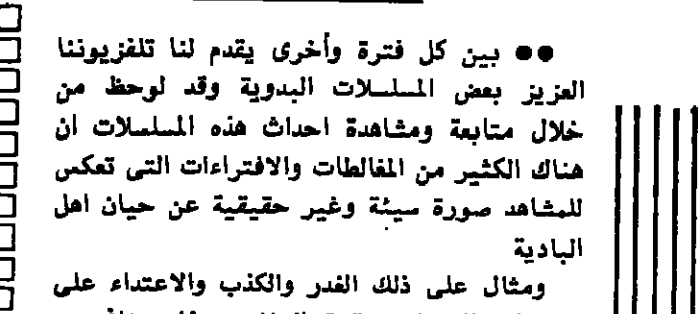 ●● بين كل فترة وأخرى يقدم لنا تلفزيوننا
العزيز بعض المسلسلات البدوية وقد لوحظ من
خلال متابعة ومشاهدة احداث هذه المسلسلات ان
هناك الكثير من المغالطات والافتراءات التى تعكس
للمشاهد صورة سيئة وغير حقيقية عن حيان اهل
البادية
ومثال على ذلك الغدر والكذب والاعتداء على